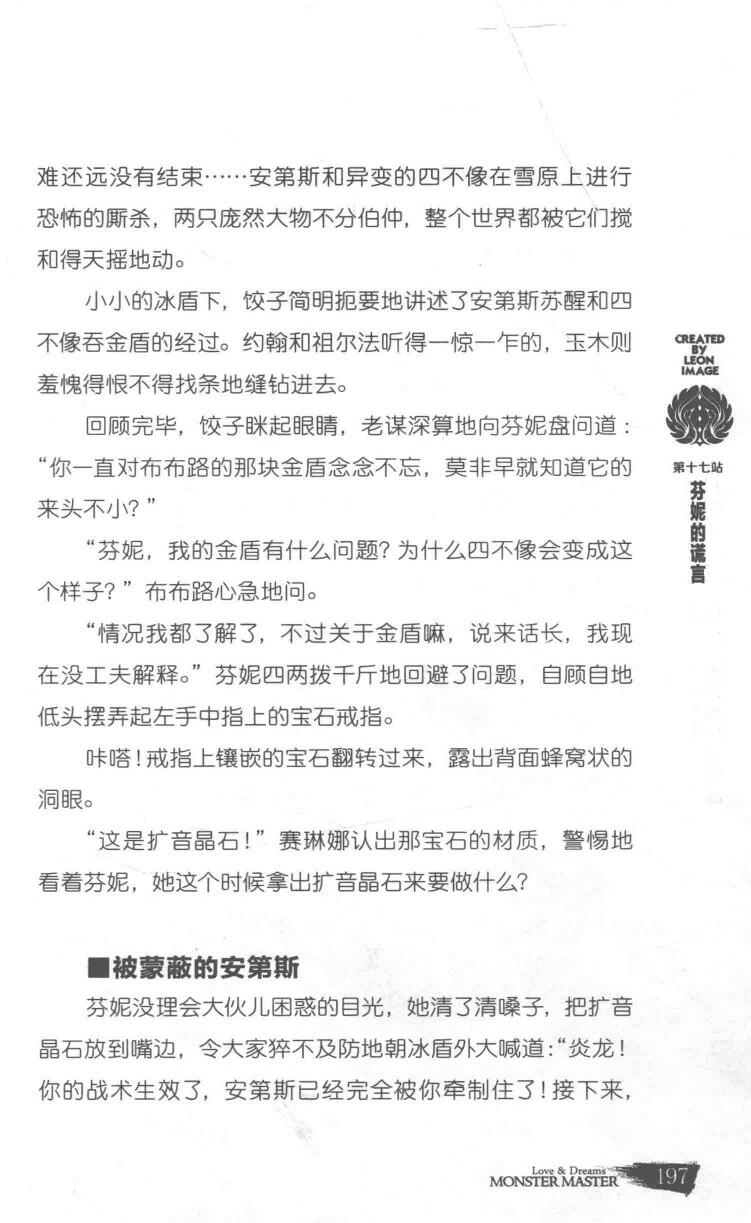 难还远没有结束……安第斯和异变的四不像在雪原上进行
恐怖的厮杀，两只庞然大物不分伯仲，整个世界都被它们搅
和得天摇地动。
小小的冰盾下，饺子简明扼要地讲述了安第斯苏醒和四
不像吞金盾的经过。约翰和祖尔法听得一惊一乍的，玉木则
羞愧得恨不得找条地缝钻进去。
回顾完毕，饺子眯起眼睛，老谋深算地向芬妮盘问道：
“你一直对布布路的那块金盾念念不忘，莫非早就知道它的
来头不小？”
“芬妮，我的金盾有什么问题？为什么四不像会变成这
个样子？”布布路心急地问。
“情况我都了解了，不过关于金盾嘛，说来话长，我现
在没工夫解释。”芬妮四两拨千斤地回避了问题，自顾自地
低头摆弄起左手中指上的宝石戒指。
咔嗒！戒指上镶嵌的宝石翻转过来，露出背面蜂窝状的
洞眼。
“这是扩音晶石！”赛琳娜认出那宝石的材质，警惕地
看着芬妮，她这个时候拿出扩音晶石来要做什么？
■被蒙蔽的安第斯
芬妮没理会大伙儿困惑的目光，她清了清嗓子，把扩音
晶石放到嘴边，令大家猝不及防地朝冰盾外大喊道：“炎龙！
你的战术生效了，安第斯已经完全被你牵制住了！接下来，
CREATED
BY
LEON
IMAGE
第十七站
芬妮的谎言
Love & Dreams
MONSTER MASTER
197